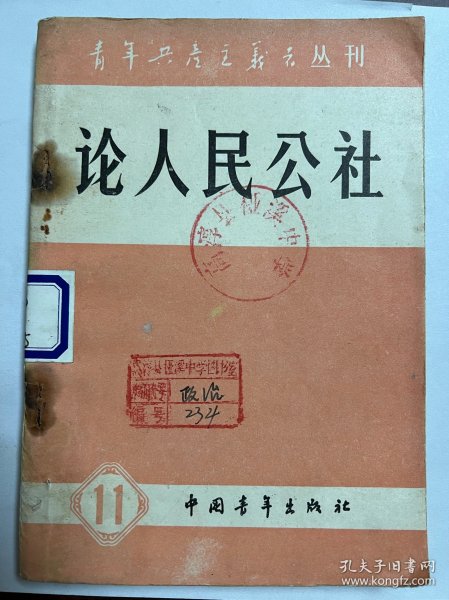 青年共产主义者丛刊
论人民公社
政治
234
11
中国青年出版社
孔夫子旧书网
www.kongfz.com